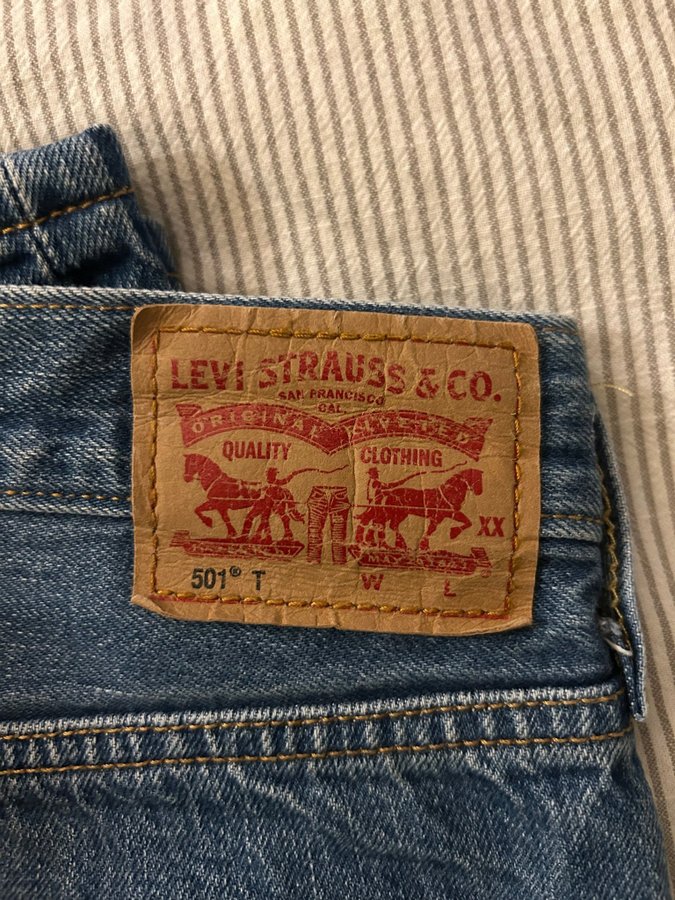 LEVI STRAUSS & CO.
SAN FRANCISCO
CAL
ORIGINAL RIVETED
QUALITY CLOTHING
XX
501® T W L